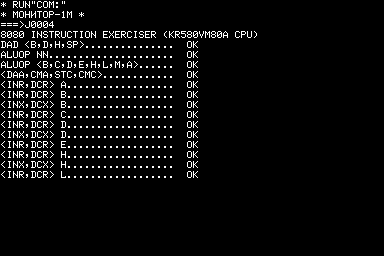 * RUN"COM:"
* МОНИТОР-1М *
===>J0004
8080 INSTRUCTION EXERCISER (KR580VM80A CPU)
DAD <B,D,H,SP>................ OK
ALUOP NN...................... OK
ALUOP <B,C,D,E,H,L,M,A>....... OK
<DAA,CMA,STC,CMC>............. OK
<INR,DCR> A................... OK
<INR,DCR> B................... OK
<INX,DCX> B................... OK
<INR,DCR> C................... OK
<INR,DCR> D................... OK
<INX,DCX> D................... OK
<INR,DCR> E................... OK
<INR,DCR> H................... OK
<INX,DCX> H................... OK
<INR,DCR> L................... OK